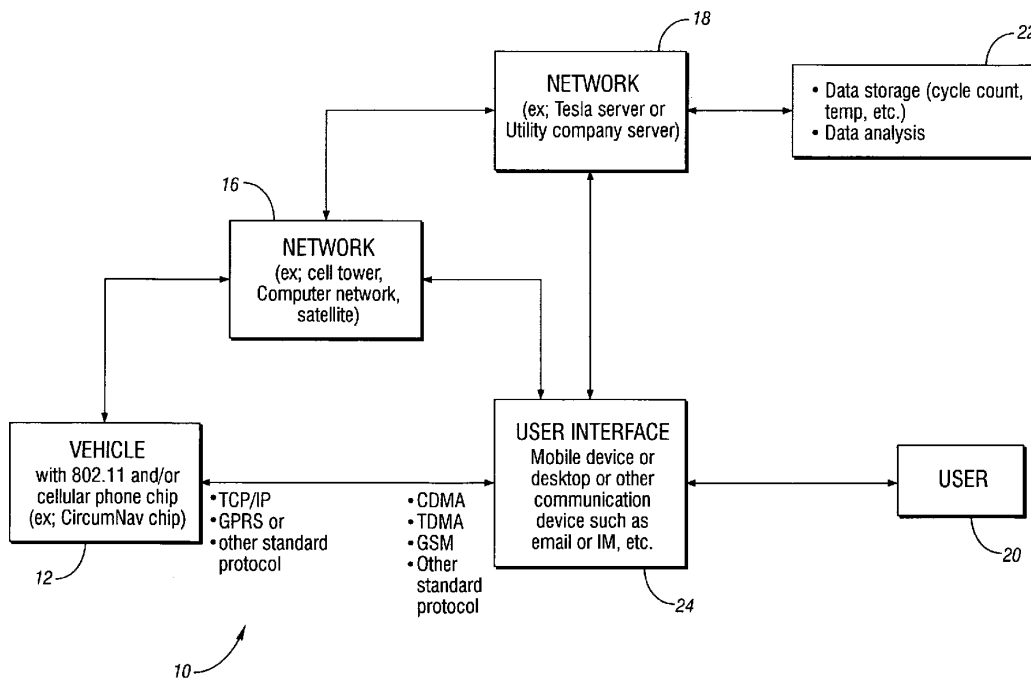 18
22
NETWORK
(ex; Tesla server or
Utility company server)
• Data storage (cycle count,
temp, etc.)
• Data analysis
16
NETWORK
(ex; cell tower,
Computer network,
satellite)
VEHICLE
with 802.11 and/or
cellular phone chip
(ex; CircumNav chip)
12
• TCP/IP
• GPRS or
• other standard
protocol
• CDMA
• TDMA
• GSM
• Other
standard
protocol
USER INTERFACE
Mobile device or
desktop or other
communication
device such as
email or IM, etc.
24
USER
20
10